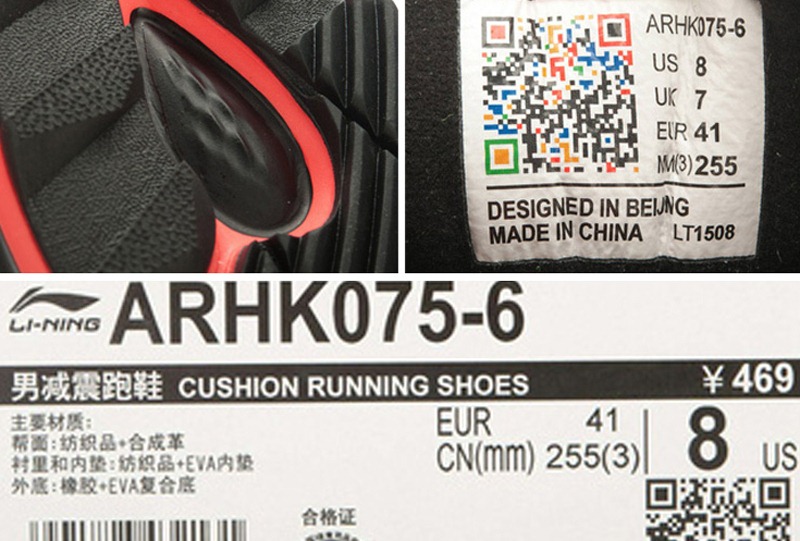 ARHK075-6
US 8
UK 7
EUR 41
MM(3) 255
DESIGNED IN BEIJING
MADE IN CHINA LT1508
LI-NING ARHK075-6
男减震跑鞋 CUSHION RUNNING SHOES ¥ 469
主要材质:
帮面:纺织品+合成革
衬里和内垫:纺织品+EVA内垫
外底:橡胶+EVA复合底
EUR 41
CN(mm) 255(3)
8 US
合格证